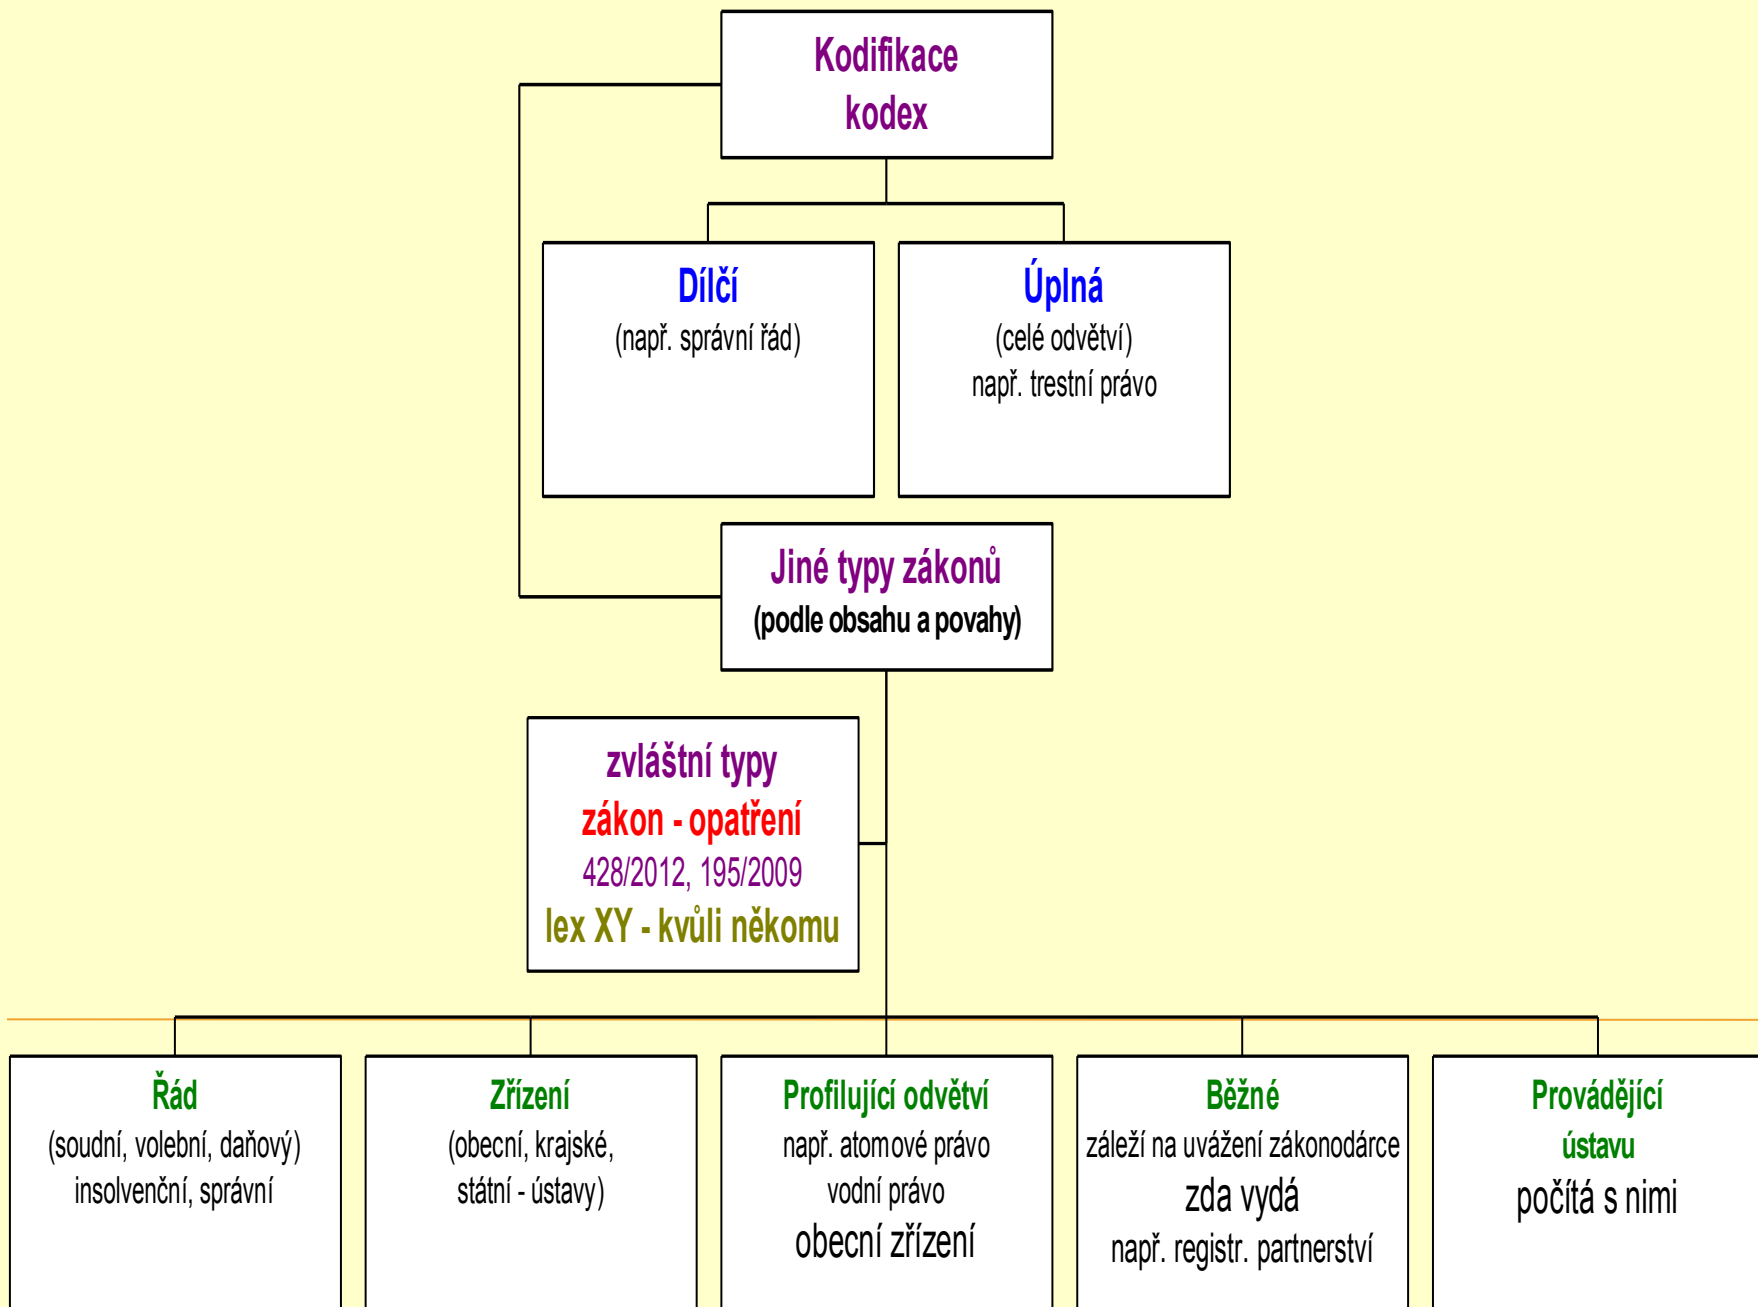 Kodifikace
kodex
Dílčí
(např. správní řád)
Úplná
(celé odvětví)
např. trestní právo
Jiné typy zákonů
(podle obsahu a povahy)
zvláštní typy
zákon - opatření
428/2012, 195/2009
lex XY - kvůli někomu
Řád
(soudní, volební, daňový)
insolvenční, správní
Zřízení
(obecní, krajské,
státní - ústavy)
Profilující odvětví
např. atomové právo
vodní právo
obecní zřízení
Běžné
záleží na uvážení zákonodárce
zda vydá
např. registr. partnerství
Provádějící
ústavu
počítá s nimi